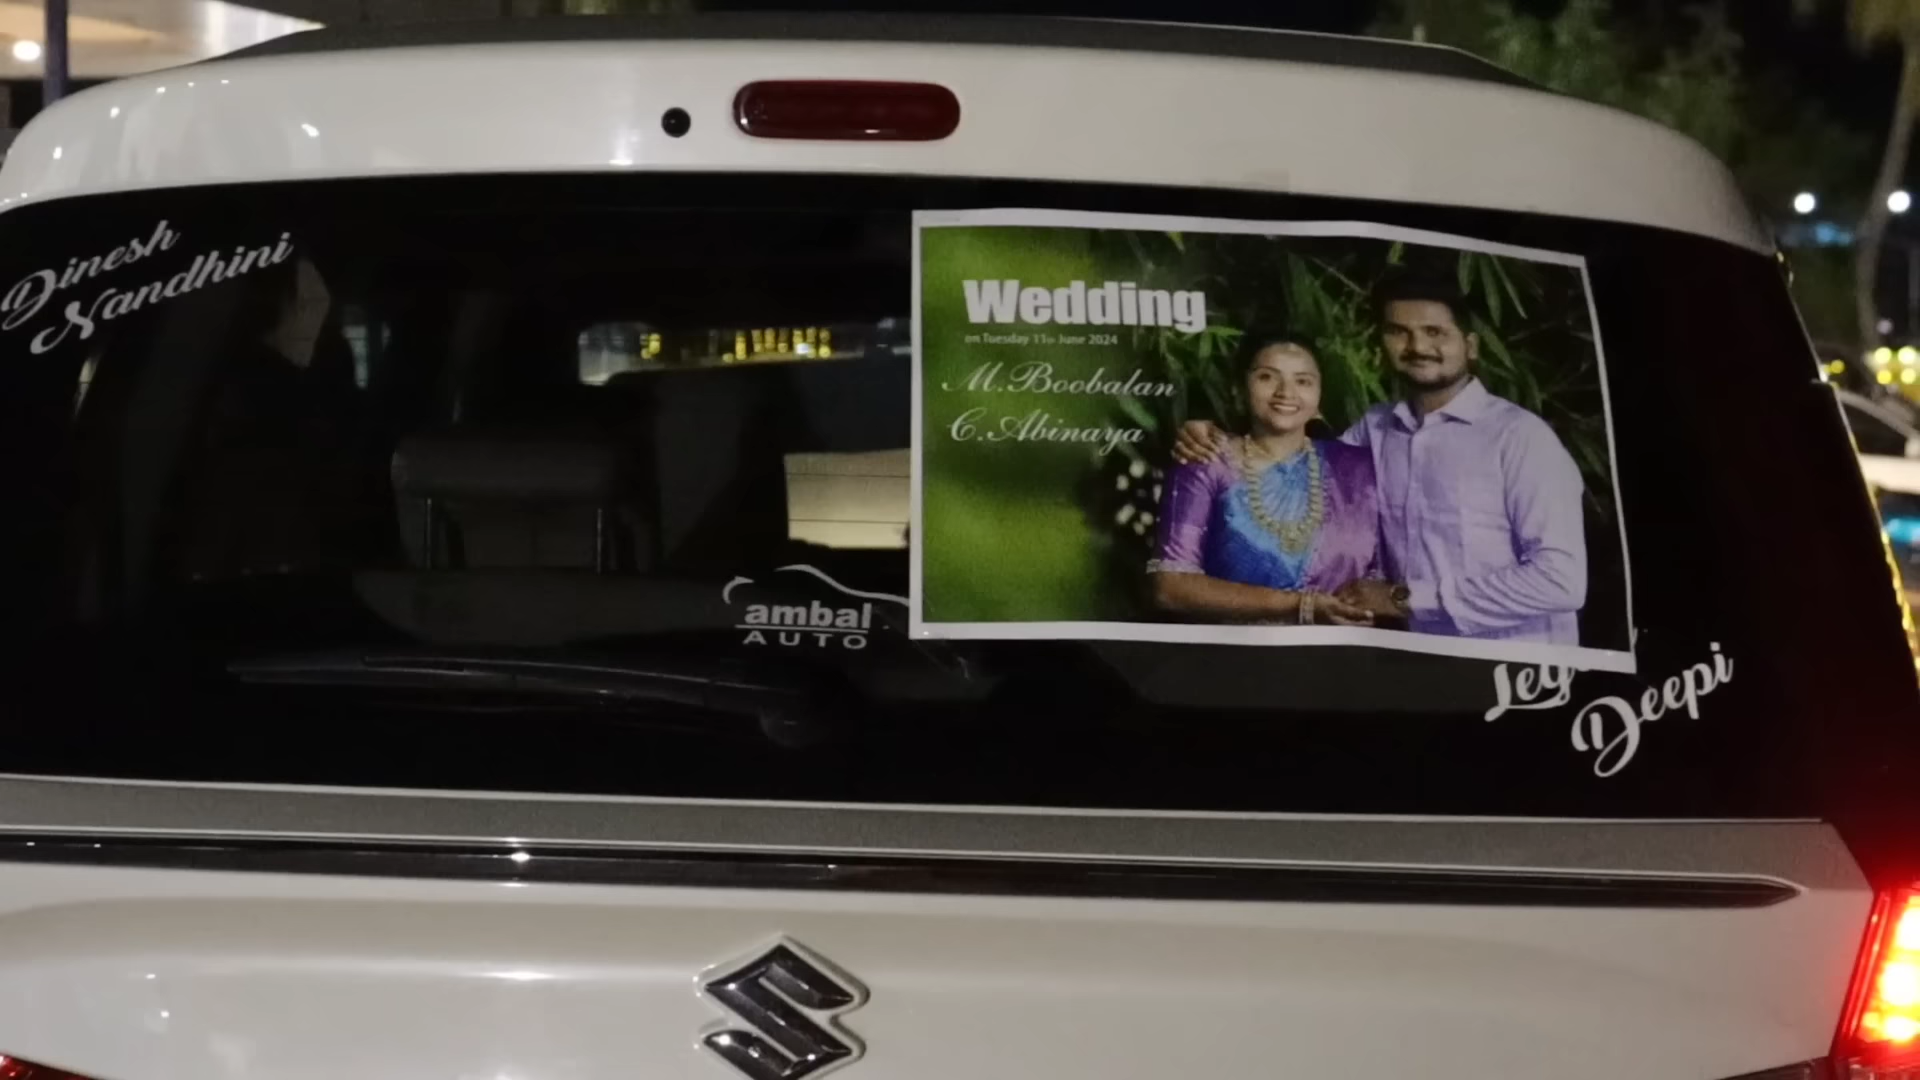 Dinesh
Nandhini
Wedding
on Tuesday 11th June 2024
M.Boobalan
C.Abinaya
ambal
AUTO
Deepi